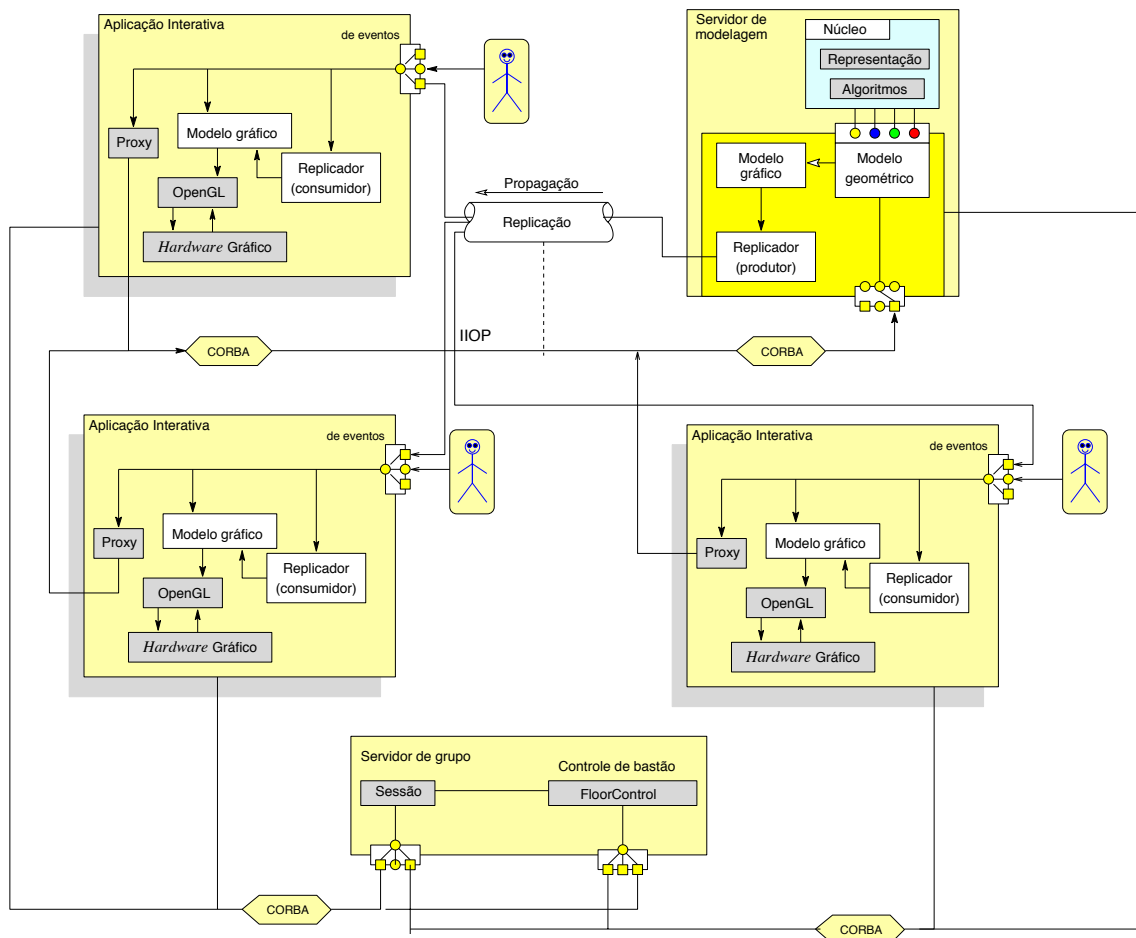 Aplicação Interativa
de eventos
Proxy
Modelo gráfico
Replicador
(consumidor)
OpenGL
Hardware Gráfico
Propagação
Replicação
Servidor de
modelagem
Núcleo
Representação
Algoritmos
Modelo
gráfico
Modelo
geométrico
Replicador
(produtor)
CORBA
IIOP
CORBA
Aplicação Interativa
de eventos
Proxy
Modelo gráfico
Replicador
(consumidor)
OpenGL
Hardware Gráfico
Aplicação Interativa
de eventos
Proxy
Modelo gráfico
Replicador
(consumidor)
OpenGL
Hardware Gráfico
Servidor de grupo
Controle de bastão
Sessão
FloorControl
CORBA
CORBA